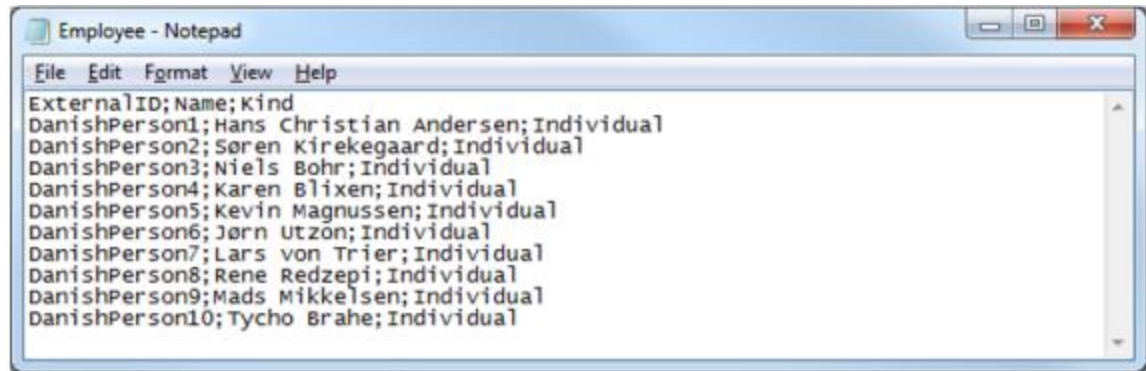 Employee - Notepad
File Edit Format View Help
ExternalID;Name;Kind
DanishPerson1;Hans Christian Andersen;Individual
DanishPerson2;Søren Kirekegaard;Individual
DanishPerson3;Niels Bohr;Individual
DanishPerson4;Karen Blixen;Individual
DanishPerson5;Kevin Magnussen;Individual
DanishPerson6;Jørn Utzon;Individual
DanishPerson7;Lars von Trier;Individual
DanishPerson8;Rene Redzepi;Individual
DanishPerson9;Mads Mikkelsen;Individual
DanishPerson10;Tycho Brahe;Individual